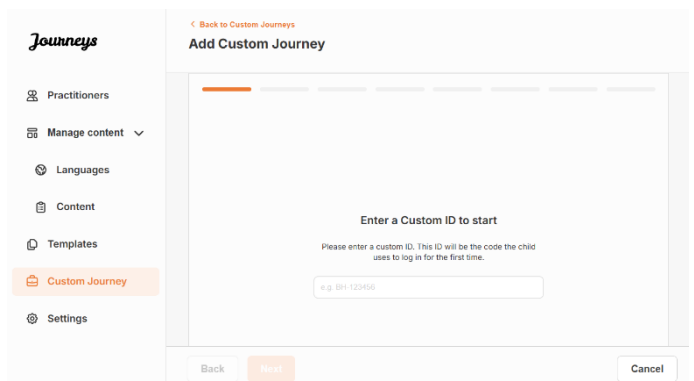 Journeys
Practitioners
Manage content
Languages
Content
Templates
Custom Journey
Settings
< Back to Custom Journeys
Add Custom Journey
Enter a Custom ID to start
Please enter a custom ID. This ID will be the code the child
uses to log in for the first time.
e.g. BH-123456
Back
Next
Cancel